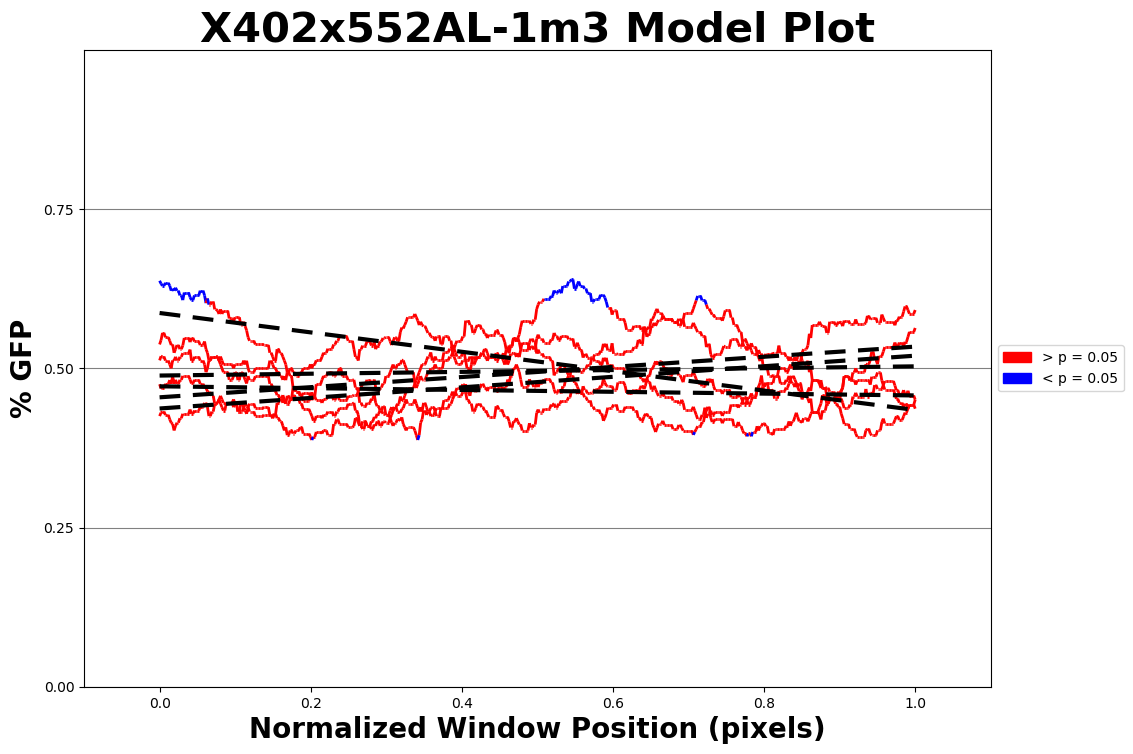 X402x552AL-1m3 Model Plot
% GFP
0.75
0.50
0.25
0.00
0.0 0.2 0.4 0.6 0.8 1.0
Normalized Window Position (pixels)
> p = 0.05
< p = 0.05